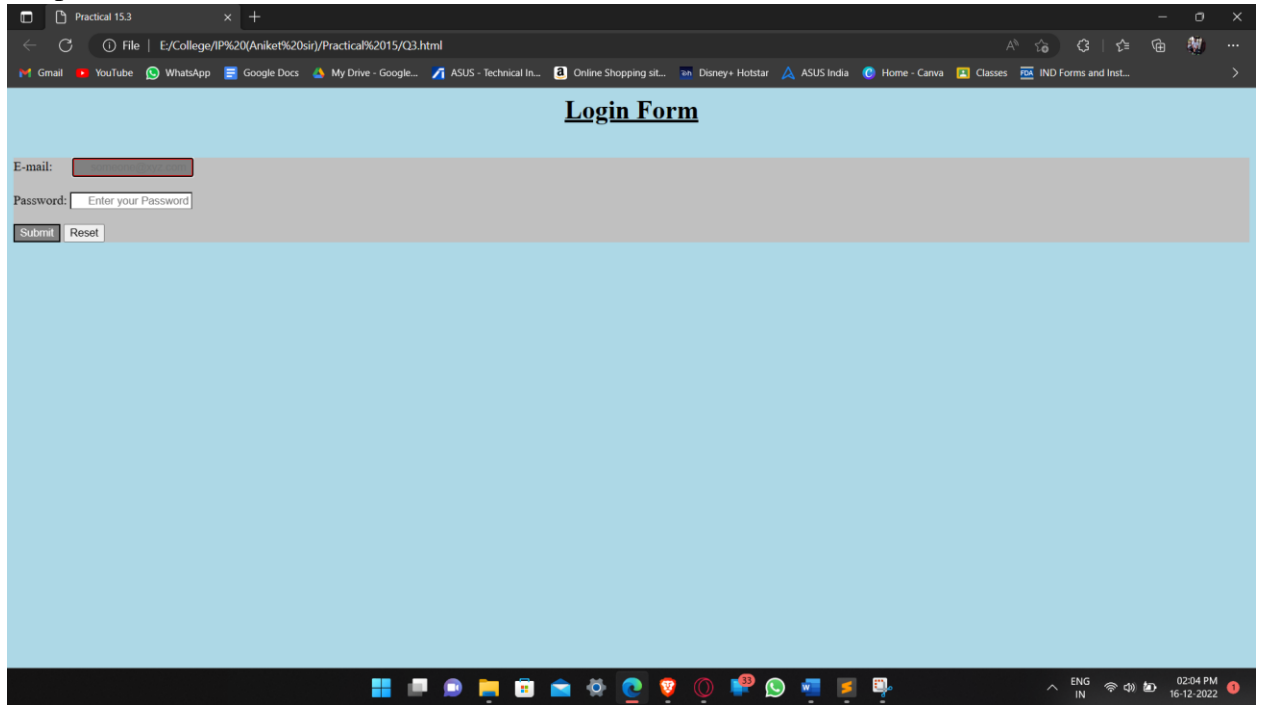 Practical 15.3
File | E:/College/IP%20(Aniket%20sir)/Practical%2015/Q3.html
Gmail YouTube WhatsApp Google Docs My Drive - Google... ASUS - Technical In... Online Shopping sit... Disney+ Hotstar ASUS India Home - Canva Classes FDA IND Forms and Inst...
Login Form
E-mail:
Password: Enter your Password
Submit Reset
33
ENG 02:04 PM
IN 16-12-2022 1